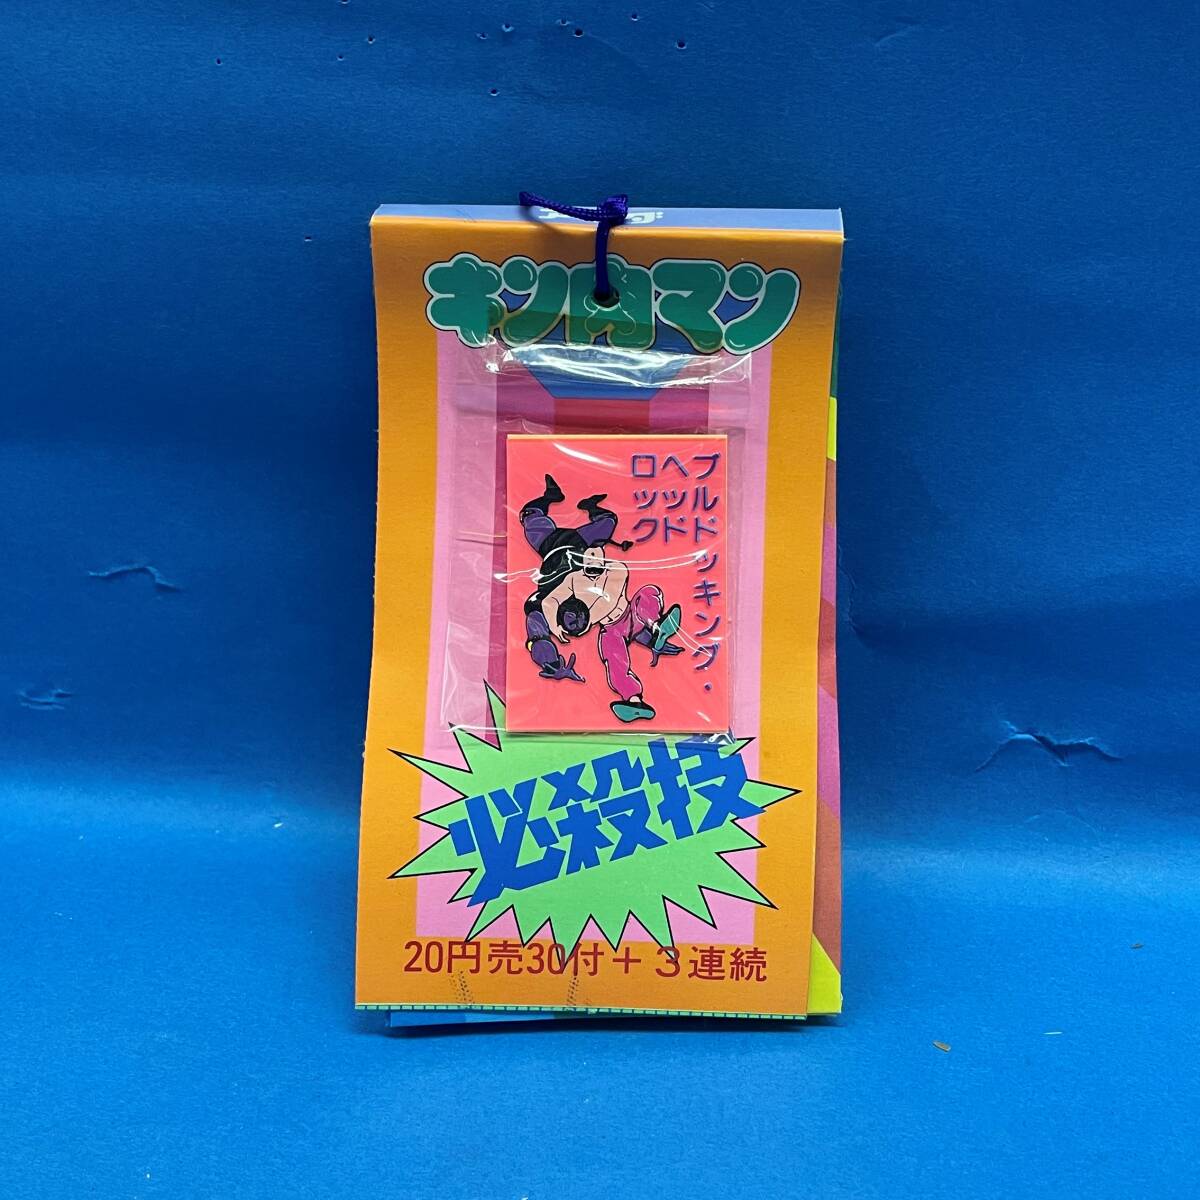 キン肉マン
ブルドッキング・
ヘッド
ロック
必殺技
20円売30付+3連続